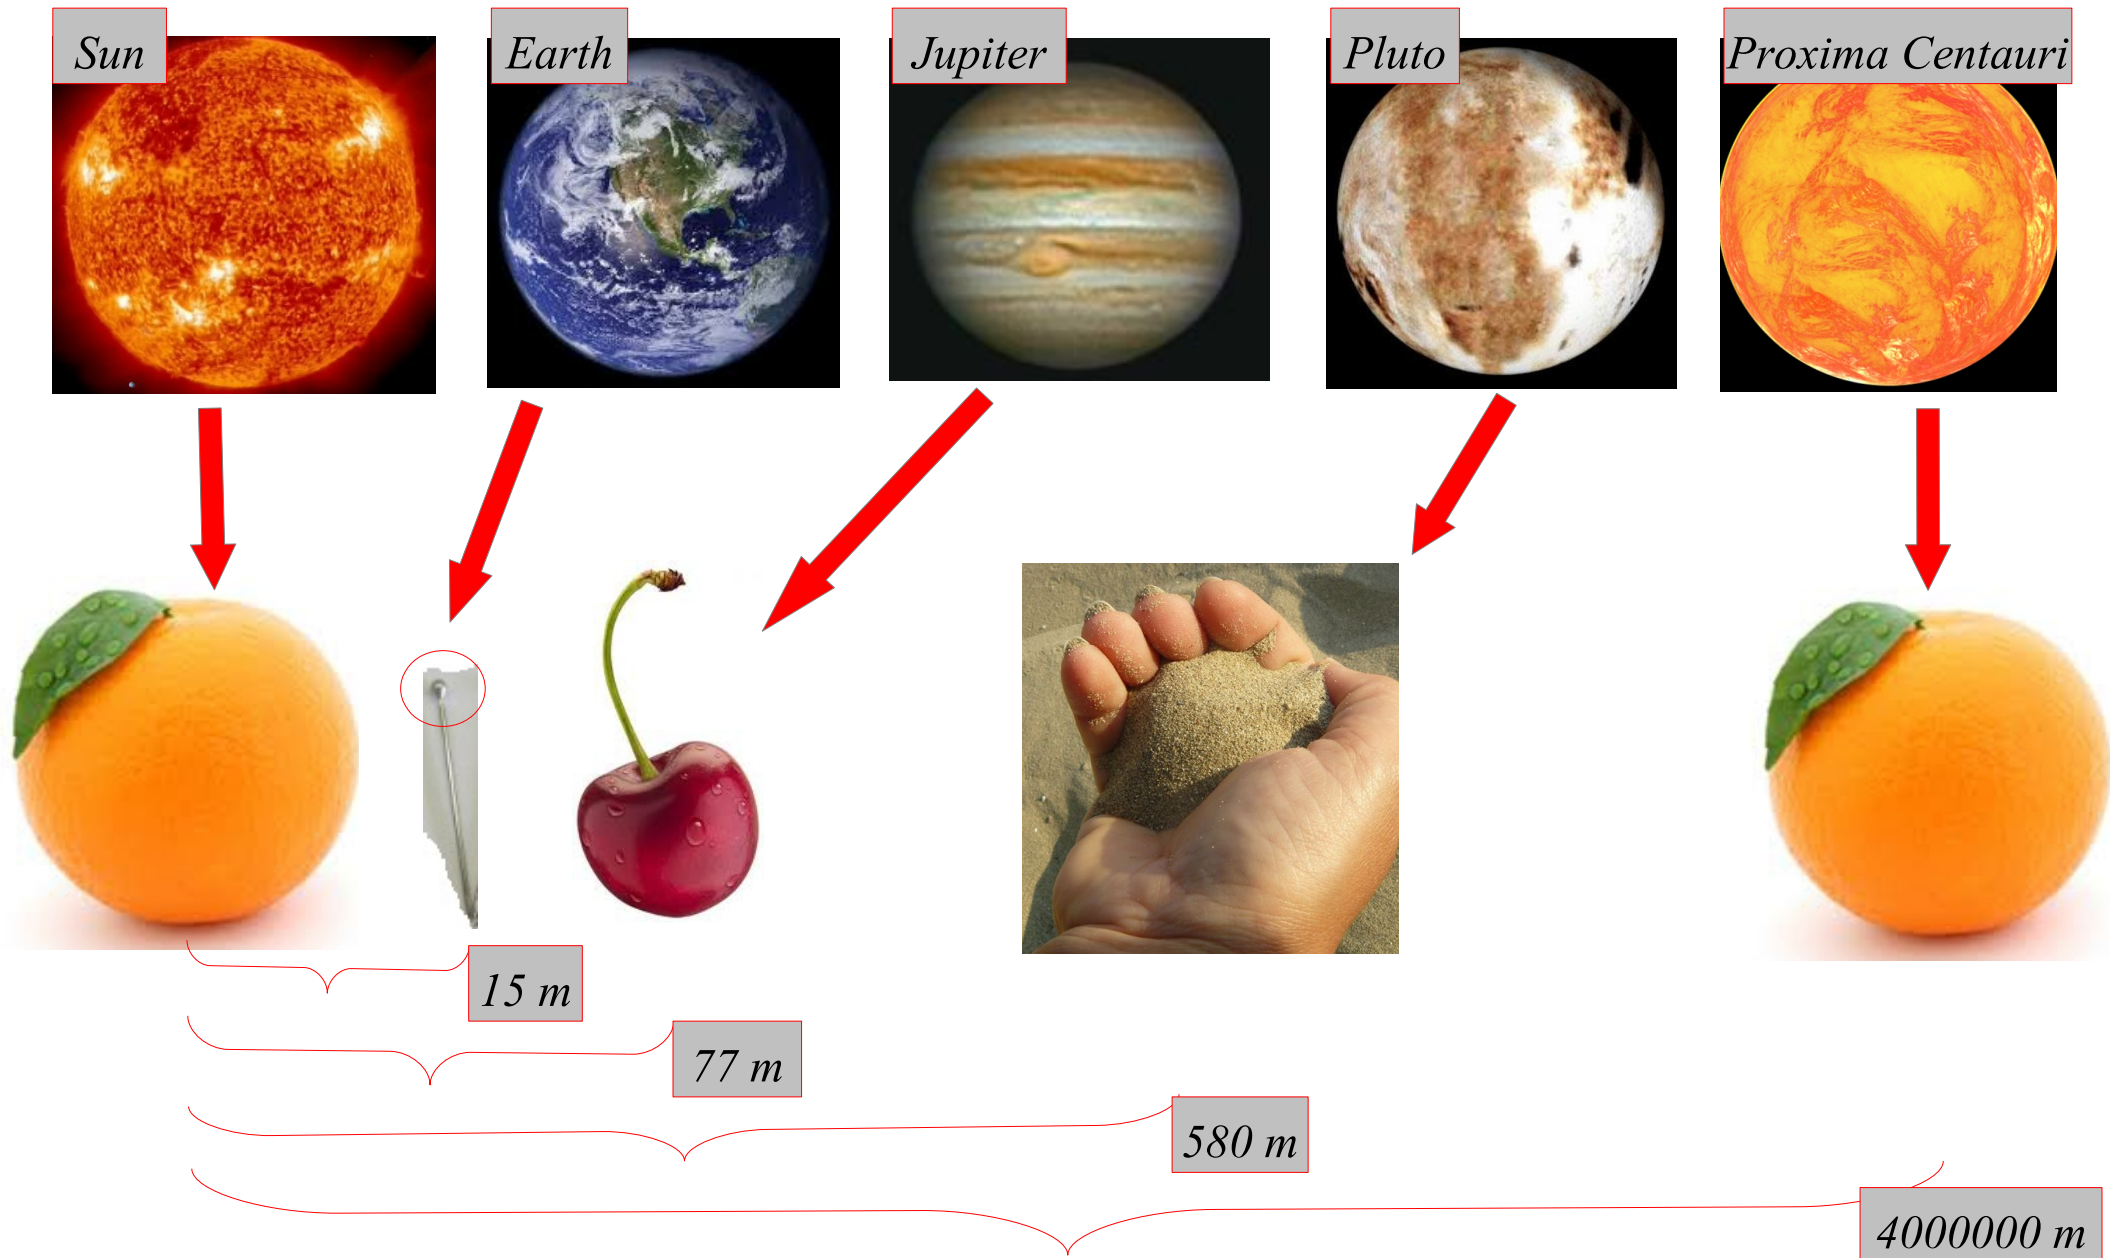 Sun
Earth
Jupiter
Pluto
Proxima Centauri
15 m
77 m
580 m
4000000 m